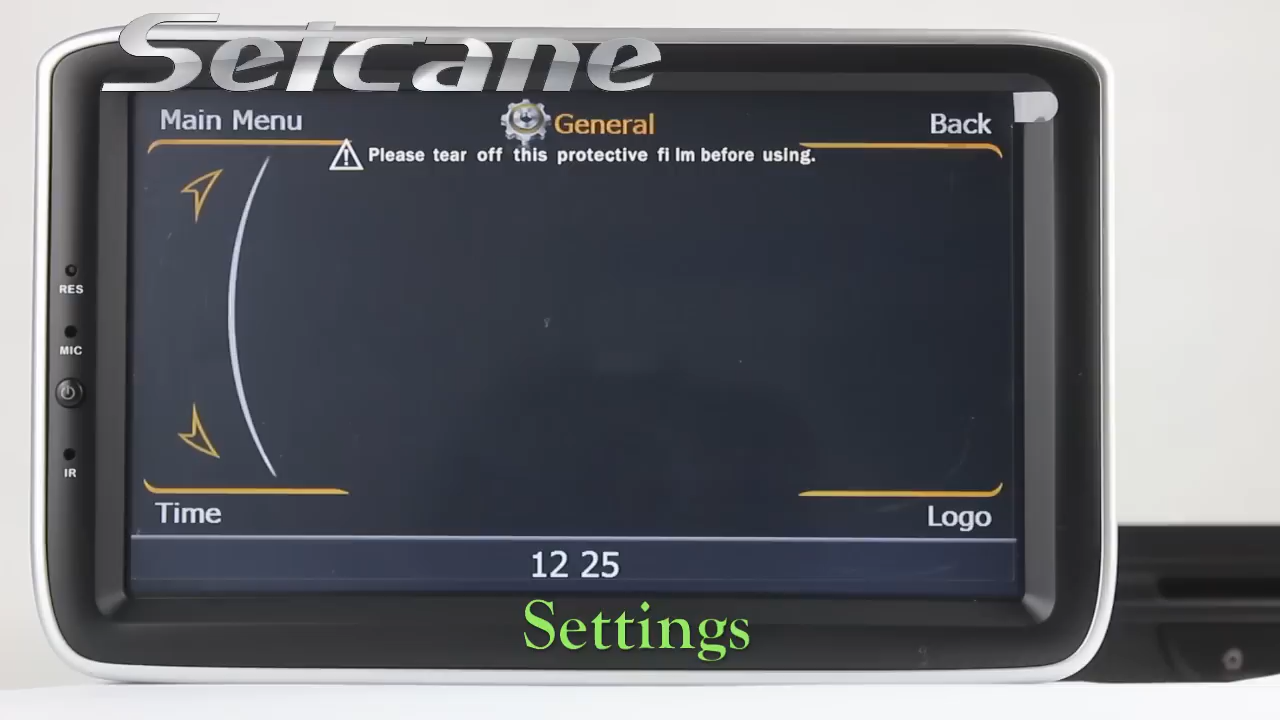 Seicane
Main Menu
General
Back
Please tear off this protective fi lm before using.
RES
MIC
IR
Time
Logo
12 25
Settings